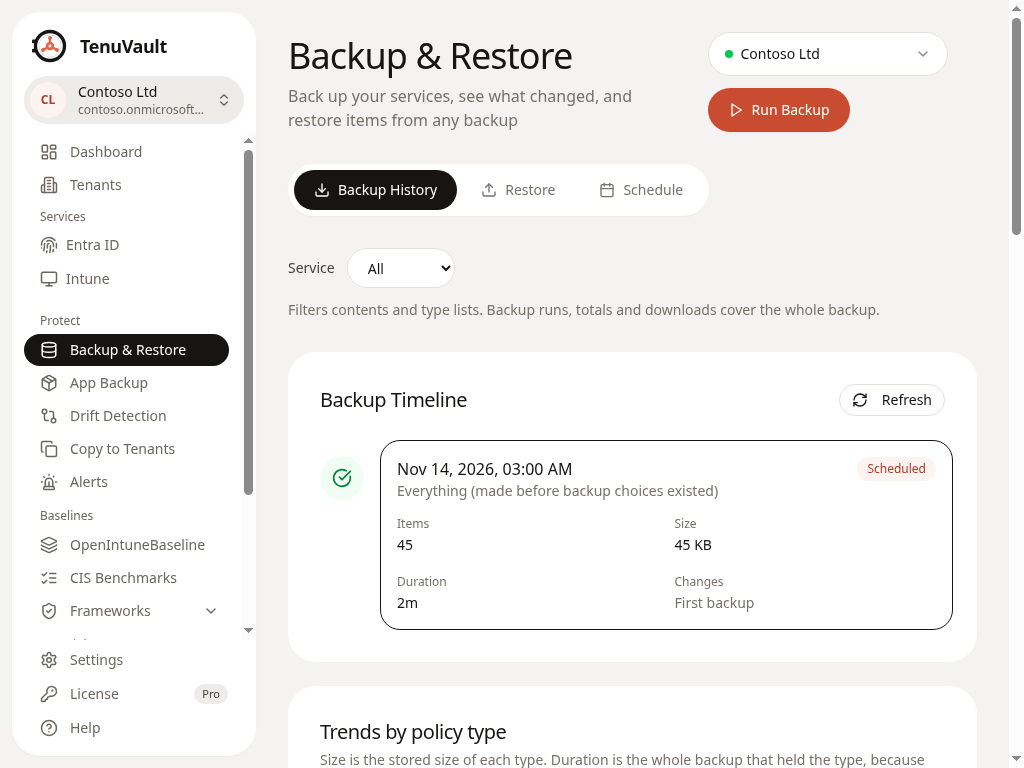 TenuVault
CL
Contoso Ltd
contoso.onmicrosoft...
Dashboard
Tenants
Services
Entra ID
Intune
Protect
Backup & Restore
App Backup
Drift Detection
Copy to Tenants
Alerts
Baselines
OpenIntuneBaseline
CIS Benchmarks
Frameworks
Settings
License
Pro
Help
Backup & Restore
Back up your services, see what changed, and
restore items from any backup
Contoso Ltd
Run Backup
Backup History
Restore
Schedule
Service
All
Filters contents and type lists. Backup runs, totals and downloads cover the whole backup.
Backup Timeline
Refresh
Nov 14, 2026, 03:00 AM
Scheduled
Everything (made before backup choices existed)
Items
Size
45
45 KB
Duration
Changes
2m
First backup
Trends by policy type
Size is the stored size of each type. Duration is the whole backup that held the type, because